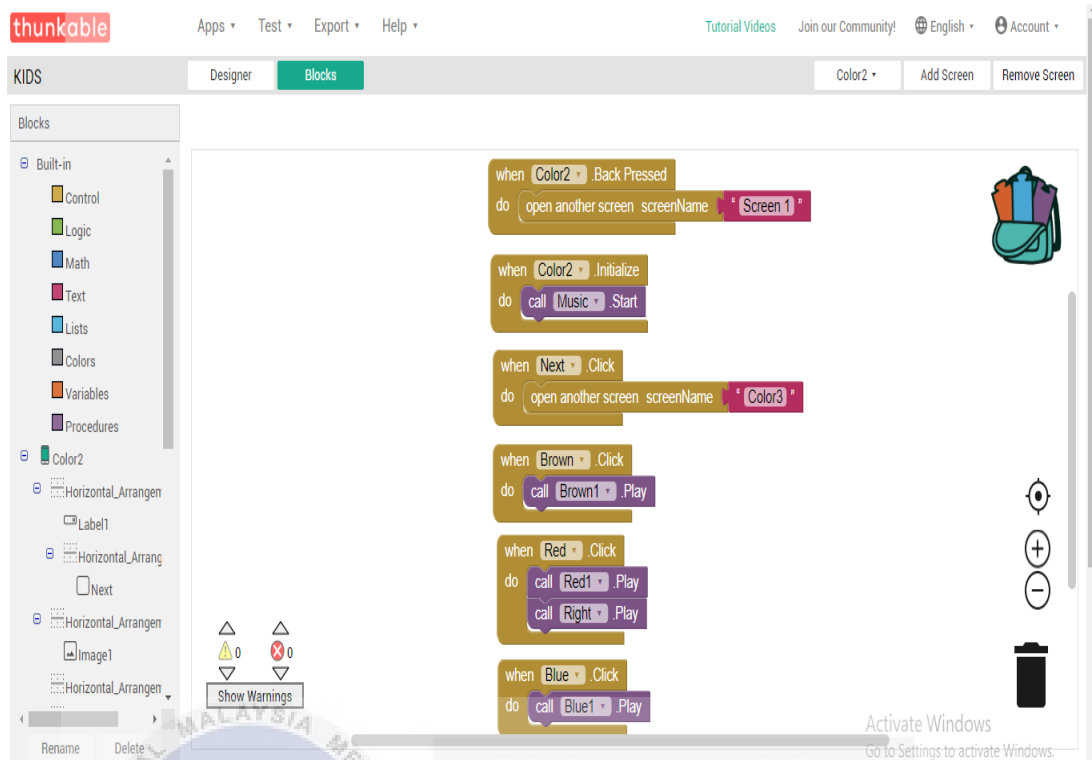 thunkable Apps Test Export Help Tutorial Videos Join our Community! English Account
KIDS Designer Blocks Color2 Add Screen Remove Screen
Blocks
Built-in
Control
Logic
Math
Text
Lists
Colors
Variables
Procedures
Color2
Horizontal_Arrangem
Label1
Horizontal_Arrang
Next
Horizontal_Arrangem
Image1
Horizontal_Arrangem
Rename Delete
when Color2 .Back Pressed
do open another screen screenName " Screen 1 "
when Color2 .Initialize
do call Music .Start
when Next .Click
do open another screen screenName " Color3 "
when Brown .Click
do call Brown1 .Play
when Red .Click
do call Red1 .Play
call Right .Play
when Blue .Click
do call Blue1 .Play
0 0
Show Warnings
MALAYSIA
Activate Windows
Go to Settings to activate Windows.